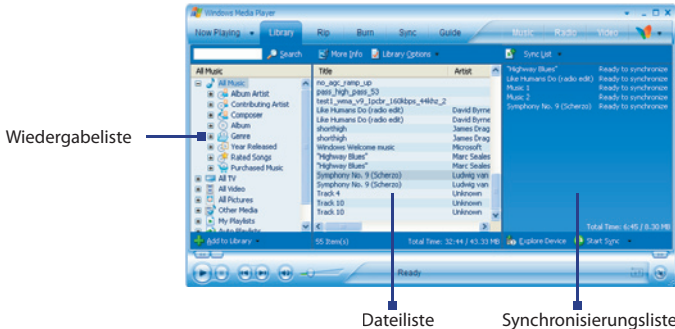 Windows Media Player
Now Playing Library Rip Burn Sync Guide Music Radio Video
Search More Info Library Options Sync List
All Music Title Artist
All Music
Album Artist
Contributing Artist
Composer
Album
Genre
Year Released
Rated Songs
Purchased Music
All TV
All Video
All Pictures
Other Media
My Playlists
Auto Playlists
no_agc_ramp_up
pass_high_pass_53
test1_wma_v9_1pcbr_160kbps_44khz_2
Like Humans Do (radio edit) David Byrne
Like Humans Do (radio edit) David Byrne
shorthigh James Drag
shorthigh James Drag
Windows Welcome music Microsoft
"Highway Blues" Marc Seales
"Highway Blues" Marc Seales
Symphony No. 9 (Scherzo) Ludwig van
Symphony No. 9 (Scherzo) Ludwig van
Track 4 Unknown
Track 10 Unknown
Track 10 Unknown
"Highway Blues" Ready to synchronize
Like Humans Do (radio edit) Ready to synchronize
Music 1 Ready to synchronize
Music 2 Ready to synchronize
Symphony No. 9 (Scherzo) Ready to synchronize
Total Time: 6:45 / 8.30 MB
Add to Library 55 Item(s) Total Time: 32:44 / 43.33 MB Explore Device Start Sync
Ready
Wiedergabeliste
Dateiliste Synchronisierungsliste